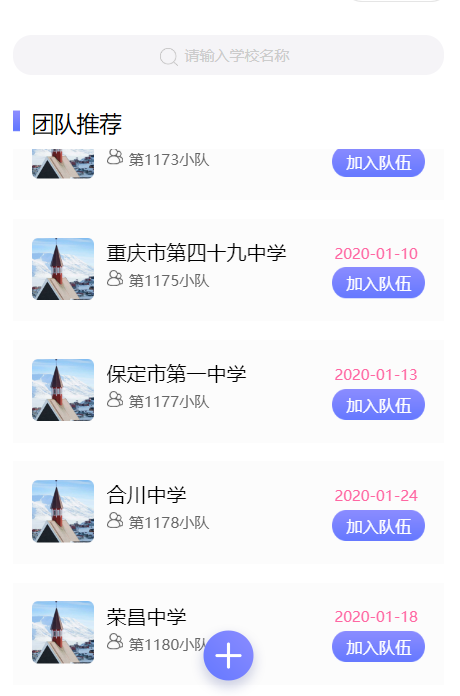 请输入学校名称
团队推荐
第1173小队
加入队伍
重庆市第四十九中学
2020-01-10
第1175小队
加入队伍
保定市第一中学
2020-01-13
第1177小队
加入队伍
合川中学
2020-01-24
第1178小队
加入队伍
荣昌中学
2020-01-18
第1180小队
加入队伍